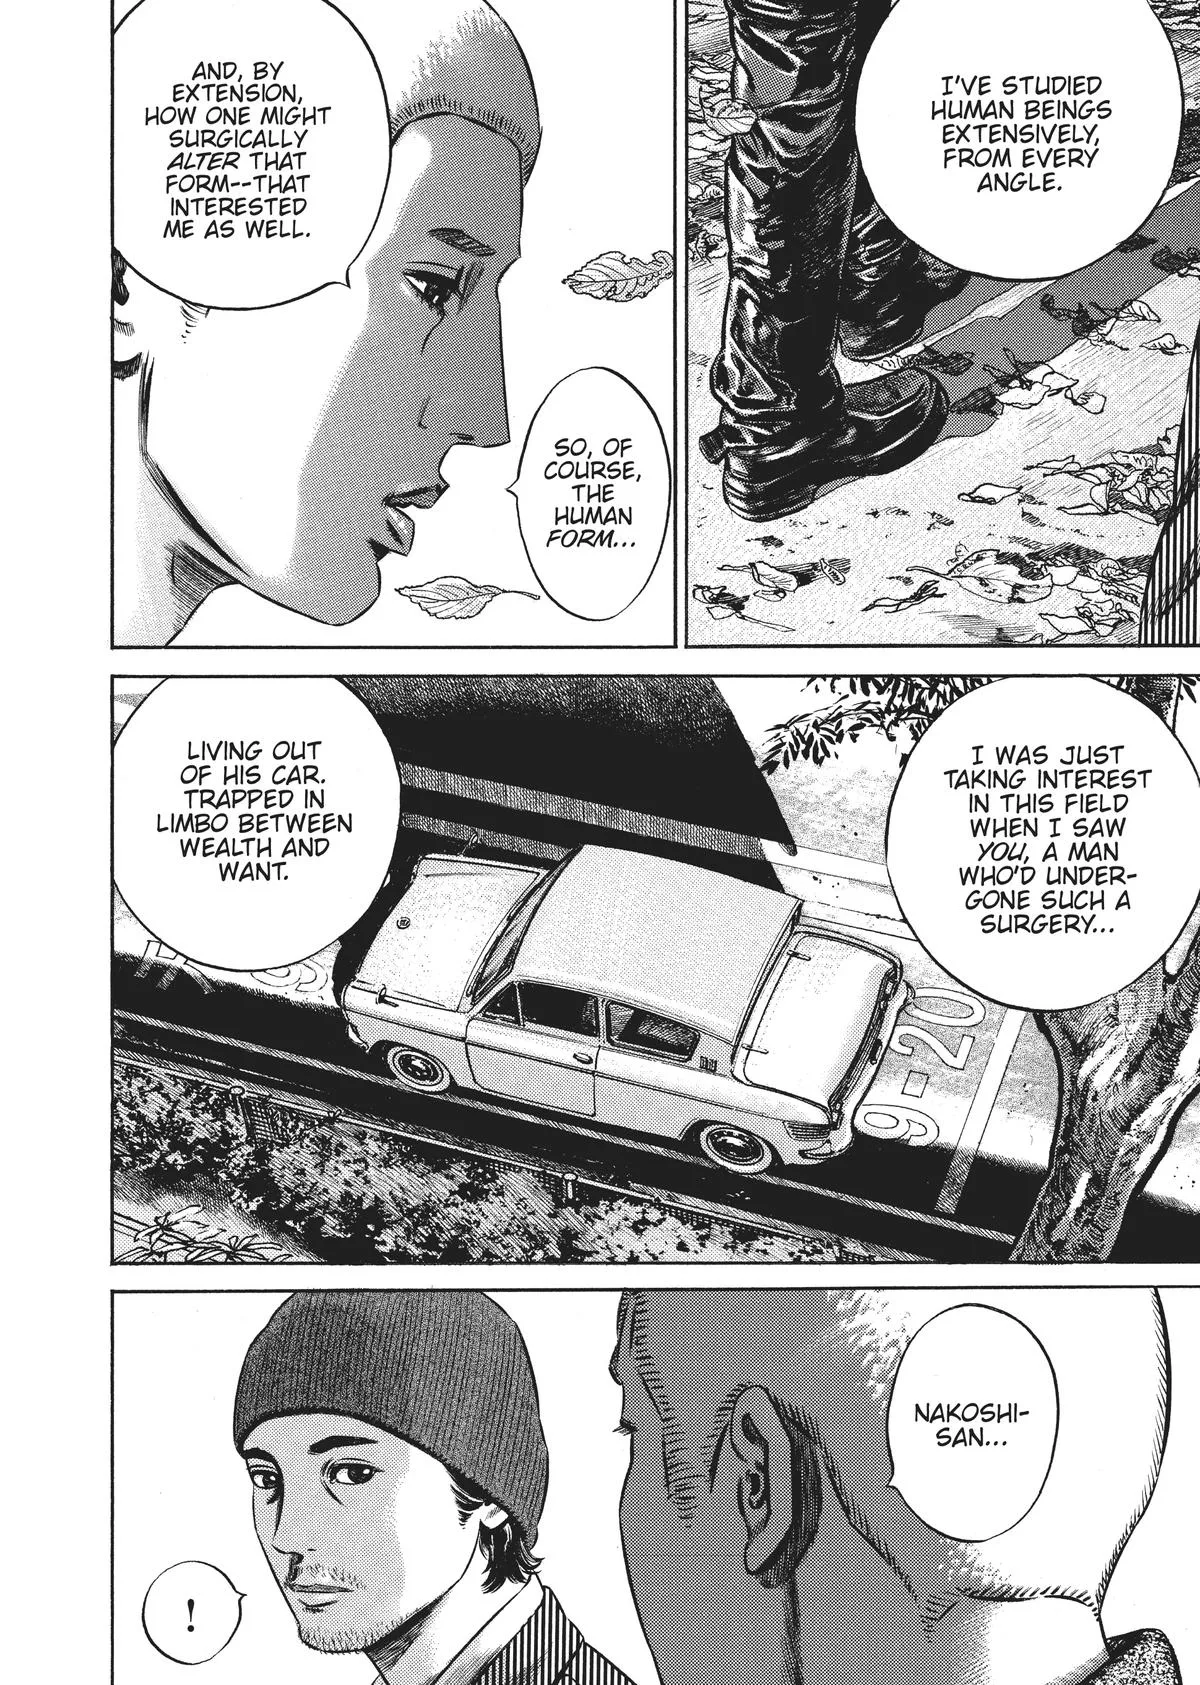 I'VE STUDIED
HUMAN BEINGS
EXTENSIVELY,
FROM EVERY
ANGLE.
SO, OF
COURSE,
THE
HUMAN
FORM...
AND, BY
EXTENSION,
HOW ONE MIGHT
SURGICALLY
ALTER THAT
FORM--THAT
INTERESTED
ME AS WELL.
I WAS JUST
TAKING INTEREST
IN THIS FIELD
WHEN I SAW
YOU, A MAN
WHO'D UNDER-
GONE SUCH A
SURGERY...
LIVING OUT
OF HIS CAR.
TRAPPED IN
LIMBO BETWEEN
WEALTH AND
WANT.
9-20
NAKOSHI-
SAN...
!